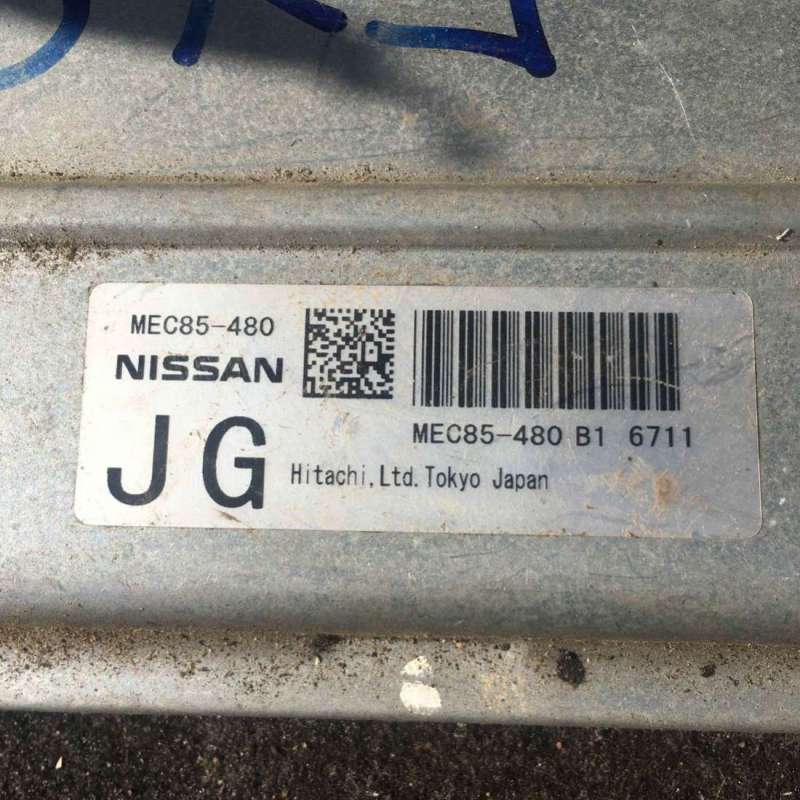 MEC85-480
NISSAN
JG
MEC85-480 B1 6711
Hitachi,Ltd.Tokyo Japan